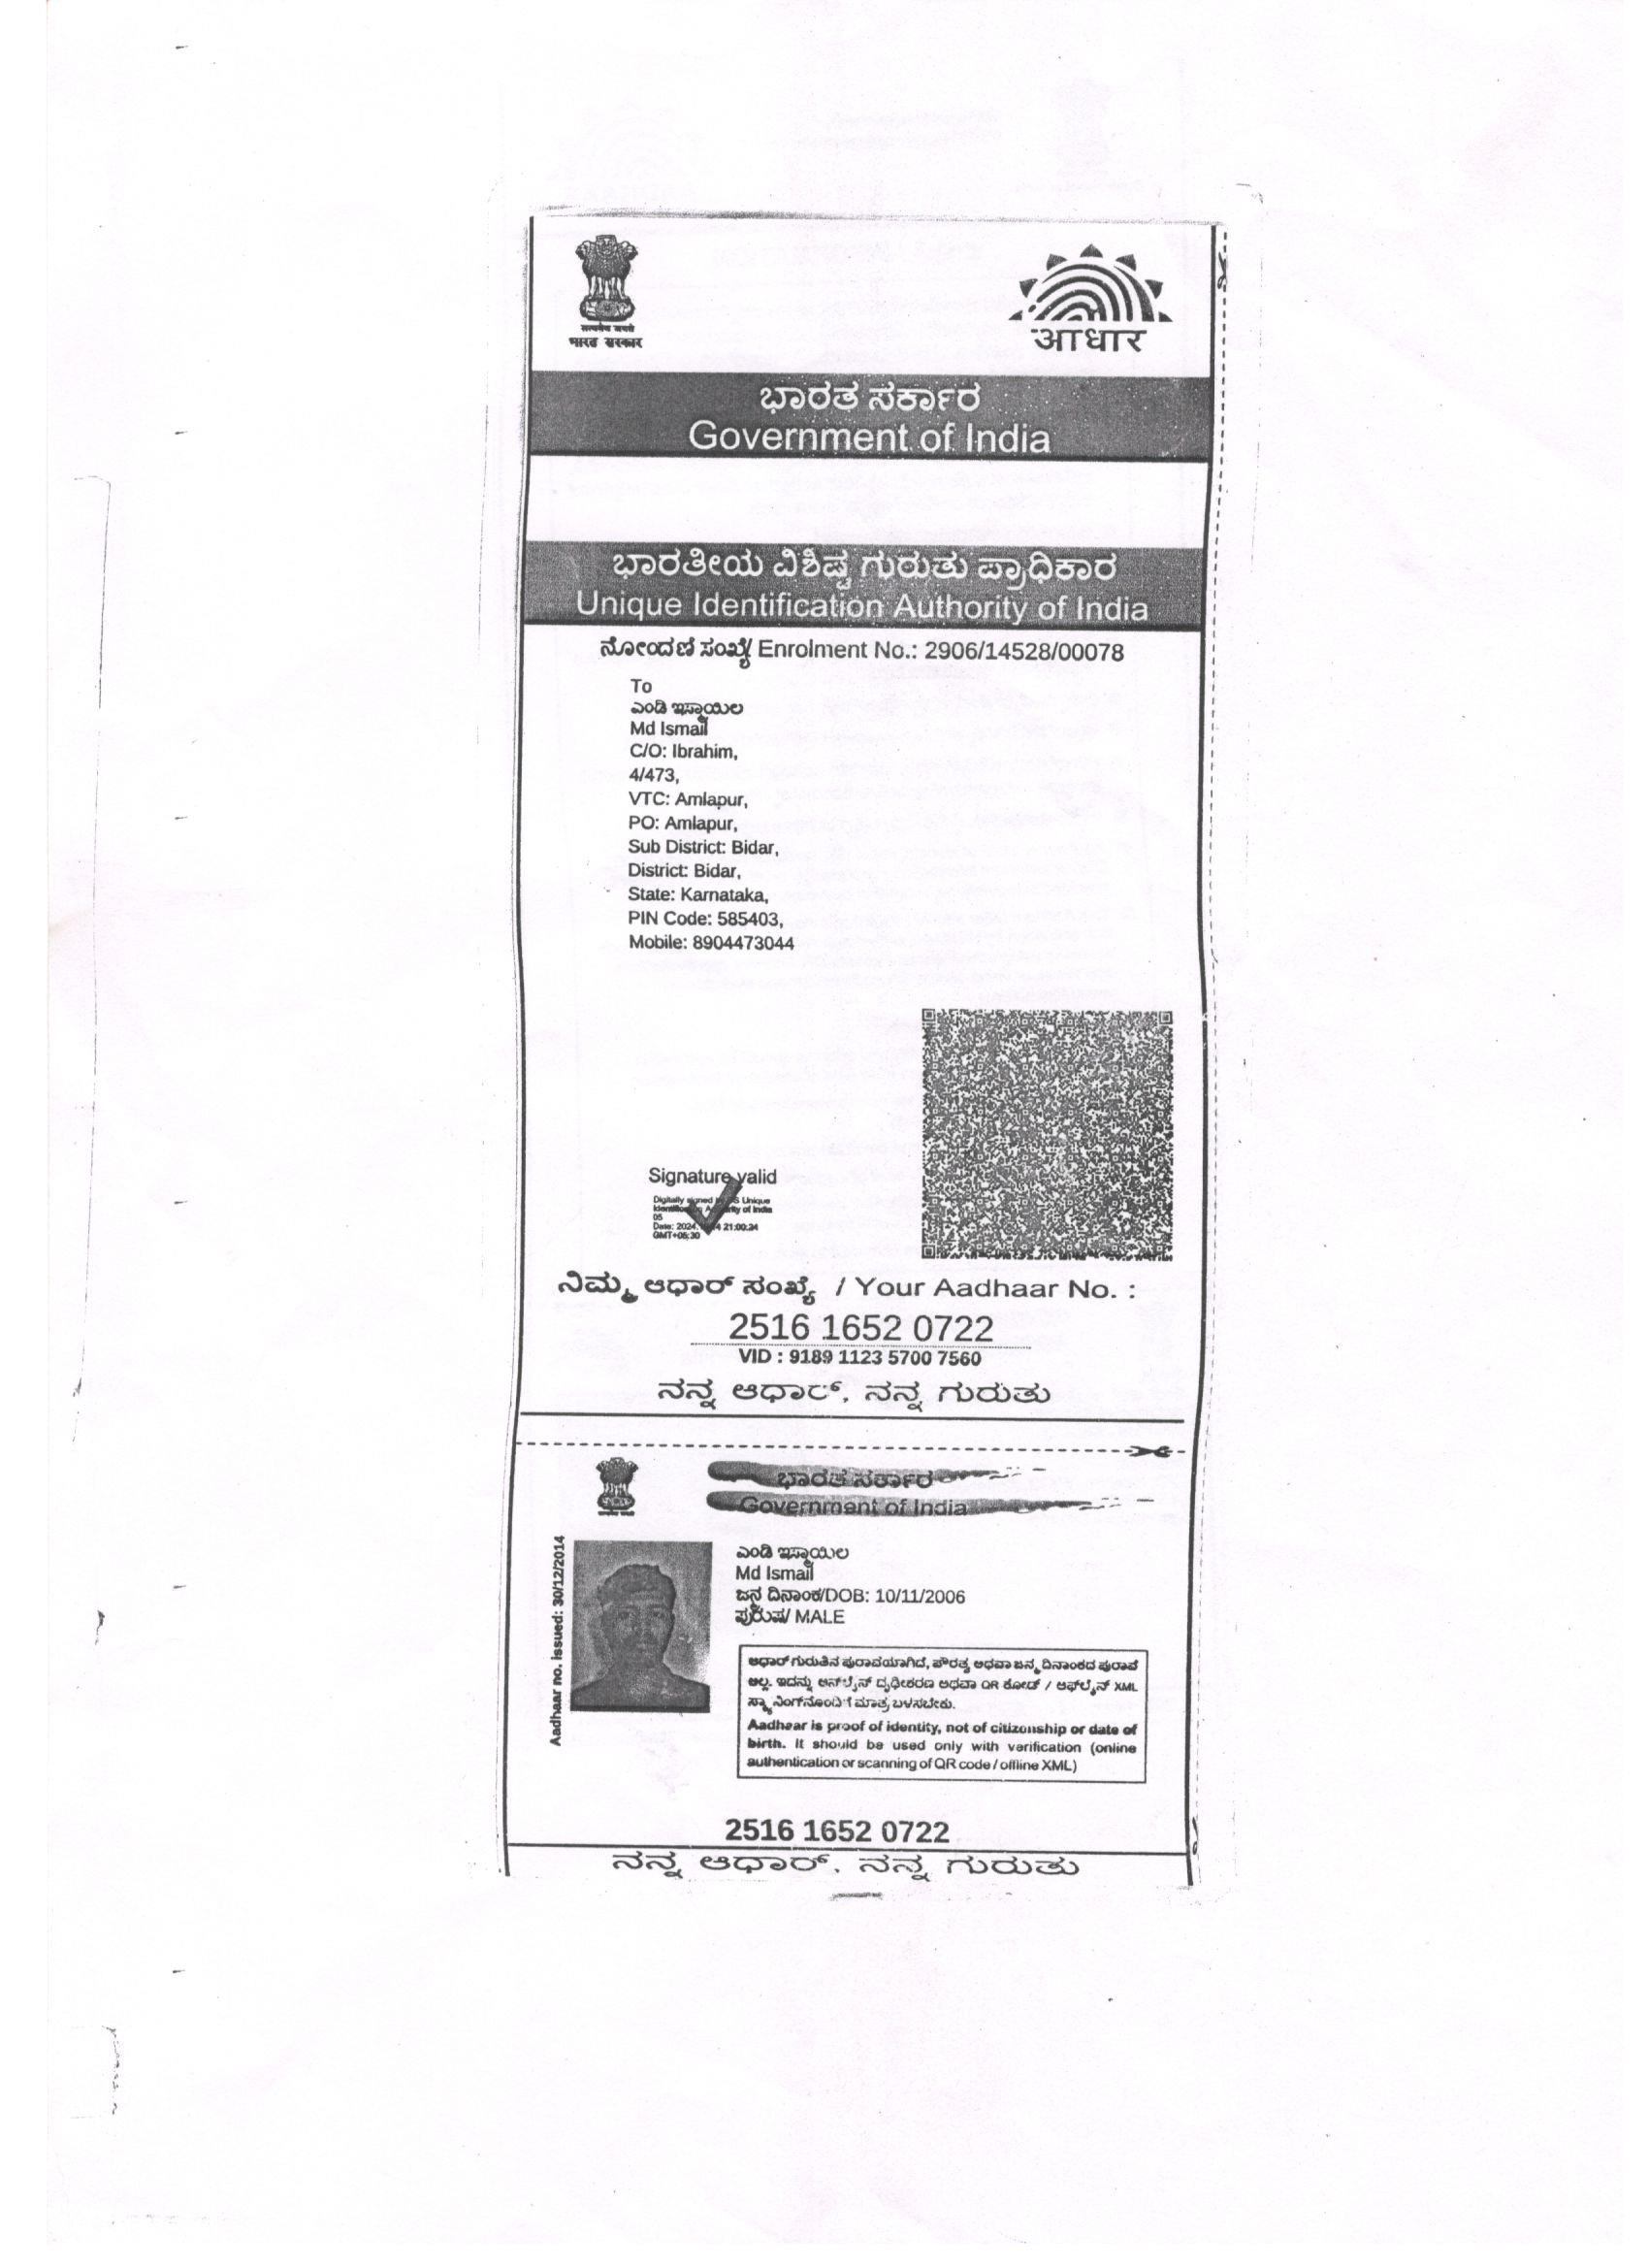 सत्यमेव जयते
भारत सरकार
आधार
ಭಾರತ ಸರ್ಕಾರ
Government of India
ಭಾರತೀಯ ವಿಶಿಷ್ಟ ಗುರುತು ಪ್ರಾಧಿಕಾರ
Unique Identification Authority of India
ನೋಂದಣಿ ಸಂಖ್ಯೆ/ Enrolment No.: 2906/14528/00078
To
ಎಂಡಿ ಇಸ್ಮಾಯಿಲ
Md Ismail
C/O: Ibrahim,
4/473,
VTC: Amlapur,
PO: Amlapur,
Sub District: Bidar,
District: Bidar,
State: Karnataka,
PIN Code: 585403,
Mobile: 8904473044
Signature valid
Digitally signed by DS Unique
Identification Authority of India
05
Date: 2024. 21:00:34
GMT+05:30
ನಿಮ್ಮ ಆಧಾರ್ ಸಂಖ್ಯೆ / Your Aadhaar No. :
2516 1652 0722
VID : 9189 1123 5700 7560
ನನ್ನ ಆಧಾರ್, ನನ್ನ ಗುರುತು
ಭಾರತ ಸರ್ಕಾರ
Government of India
Aadhaar no. issued: 30/12/2014
ಎಂಡಿ ಇಸ್ಮಾಯಿಲ
Md Ismail
ಜನ್ಮ ದಿನಾಂಕ/DOB: 10/11/2006
ಪುರುಷ/ MALE
ಆಧಾರ್ ಗುರುತಿನ ಪುರಾವೆಯಾಗಿದೆ, ಪೌರತ್ವ ಅಥವಾ ಜನ್ಮ ದಿನಾಂಕದ ಪುರಾವೆ
ಅಲ್ಲ. ಇದನ್ನು ಆನ್‌ಲೈನ್ ದೃಢೀಕರಣ ಅಥವಾ QR ಕೋಡ್ / ಆಫ್‌ಲೈನ್ XML
ಸ್ಕ್ಯಾನಿಂಗ್‌ನೊಂದಿಗೆ ಮಾತ್ರ ಬಳಸಬೇಕು.
Aadhaar is proof of identity, not of citizenship or date of
birth. It should be used only with verification (online
authentication or scanning of QR code / offline XML)
2516 1652 0722
ನನ್ನ ಆಧಾರ್, ನನ್ನ ಗುರುತು